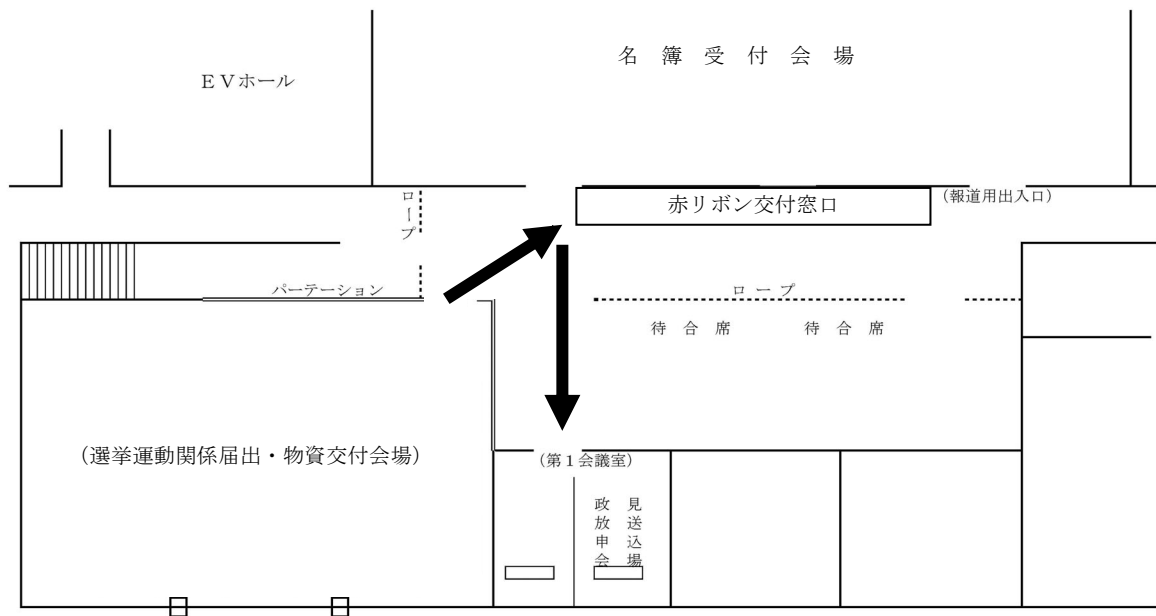 名簿受付会場
ＥＶホール
ロープ
赤リボン交付窓口
(報道用出入口)
パーテーション
ロープ
待合席　待合席
(選挙運動関係届出・物資交付会場)
(第１会議室)
政見
放送
申込
会場